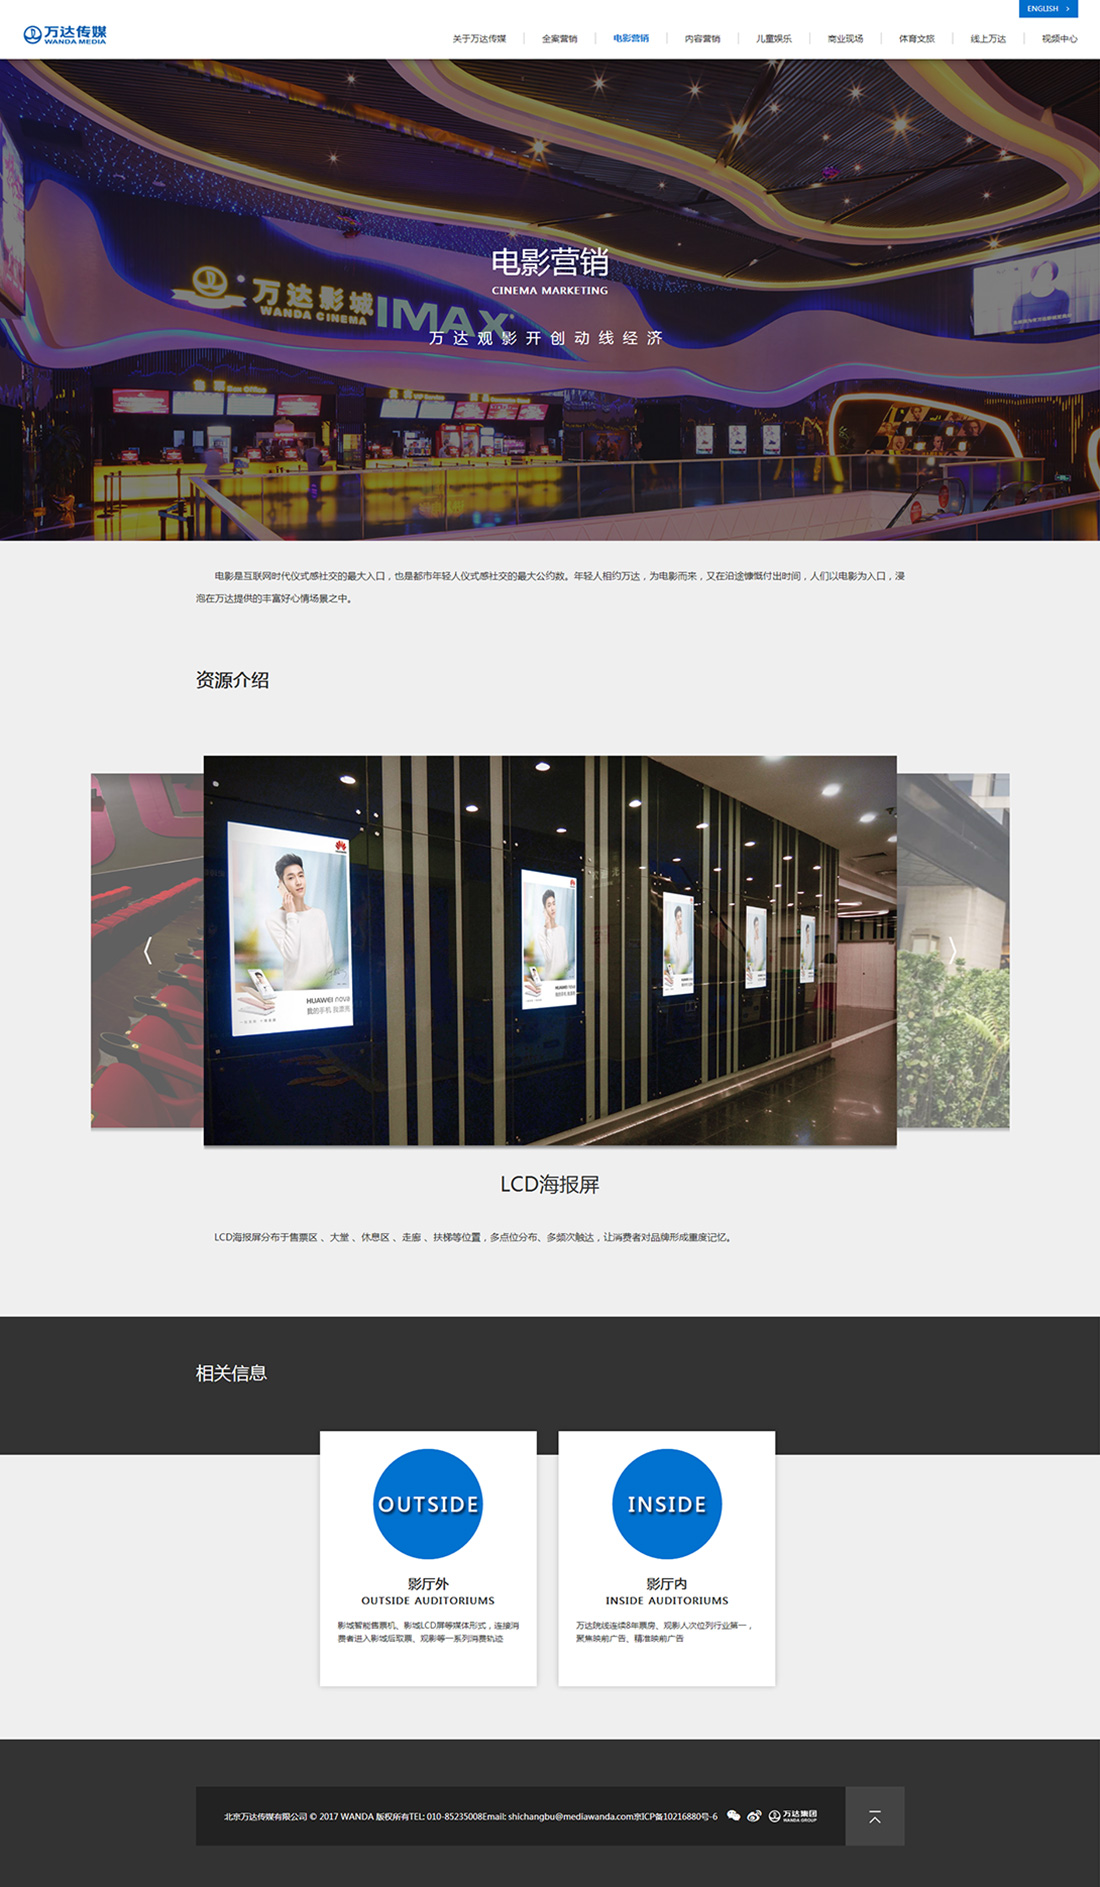 ENGLISH >
万达传媒
WANDA MEDIA
关于万达传媒
全案营销
电影营销
内容营销
儿童娱乐
商业现场
体育文旅
线上万达
视频中心
电影营销
CINEMA MARKETING
万达影城 IMAX
WANDA CINEMA
万达观影开创动线经济
售票 Box Office
电影是互联网时代仪式感社交的最大入口，也是都市年轻人仪式感社交的最大公约数。年轻人相约万达，为电影而来，又在沿途慷慨付出时间，人们以电影为入口，浸
泡在万达提供的丰富好心情场景之中。
资源介绍
HUAWEI nova
我的手机 我漂亮
HUAWEI nova
LCD海报屏
LCD海报屏分布于售票区 、大堂 、休息区 、走廊 、扶梯等位置，多点位分布、多频次触达，让消费者对品牌形成重度记忆。
相关信息
OUTSIDE
影厅外
OUTSIDE AUDITORIUMS
影城智能售票机、影城LCD屏等媒体形式，连接消
费者进入影城后取票、观影等一系列消费轨迹
INSIDE
影厅内
INSIDE AUDITORIUMS
万达院线连续8年票房、观影人次位列行业第一，
聚焦映前广告、精准映前广告
北京万达传媒有限公司 © 2017 WANDA 版权所有TEL: 010-85235008Email: shichangbu@mediawanda.com京ICP备10216880号-6
万达集团
WANDA GROUP